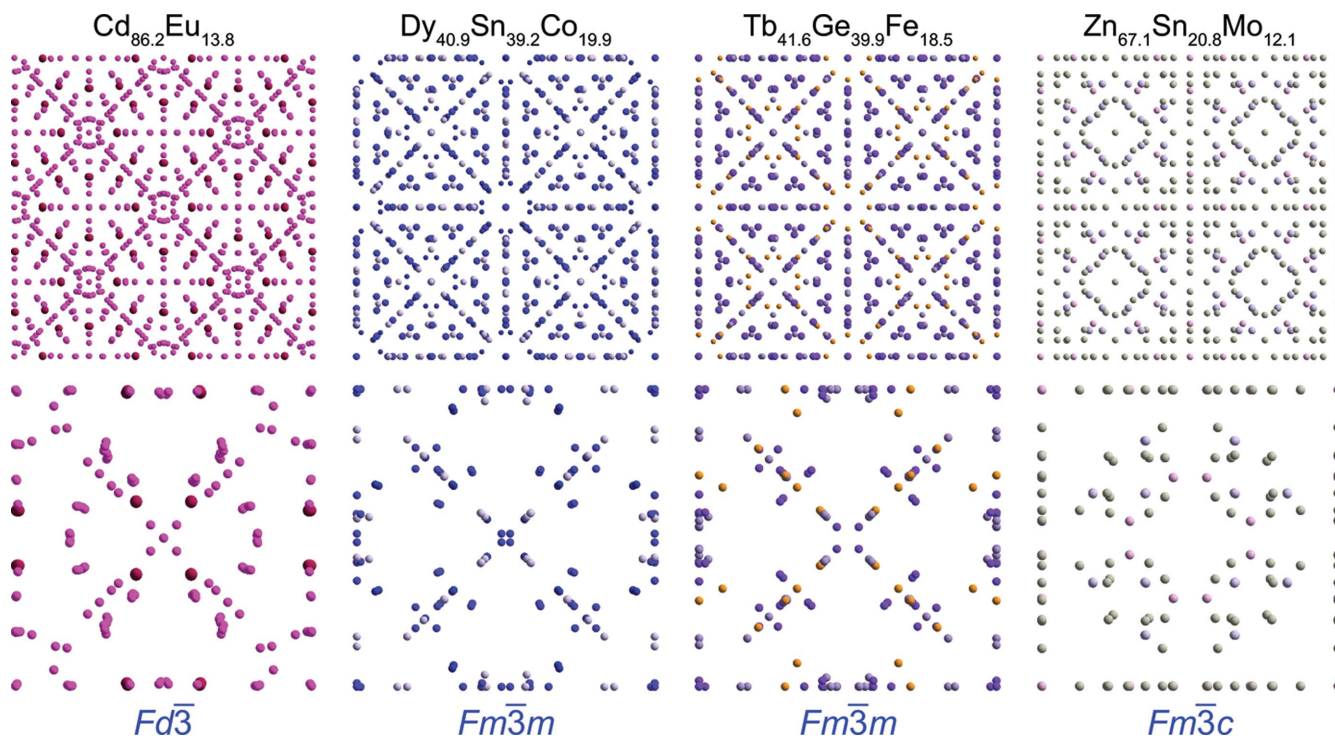 Cd₈₆.₂Eu₁₃.₈
Dy₄₀.₉Sn₃₉.₂Co₁₉.₉
Tb₄₁.₆Ge₃₉.₉Fe₁₈.₅
Zn₆₇.₁Sn₂₀.₈Mo₁₂.₁
Fd3̅
Fm3̅m
Fm3̅m
Fm3̅c